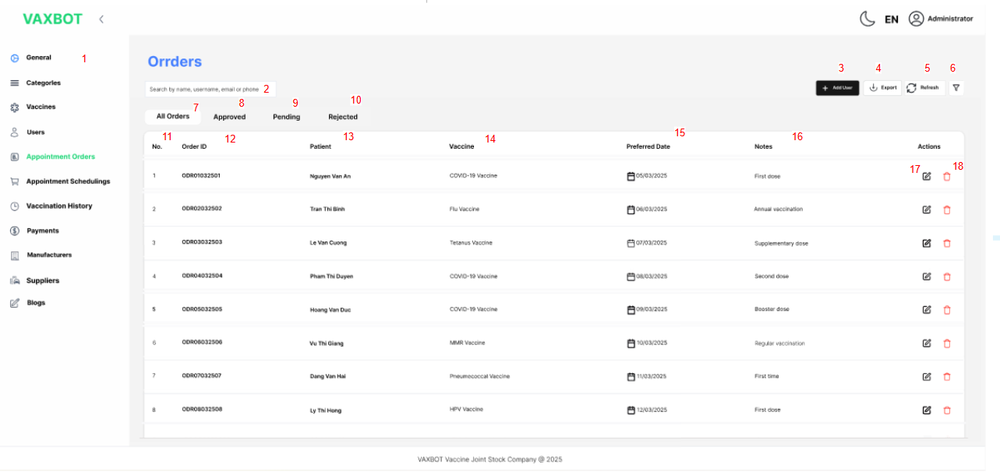 VAXBOT
EN Administrator
General 1
Categories
Vaccines
Users
Appointment Orders
Appointment Schedulings
Vaccination History
Payments
Manufacturers
Suppliers
Blogs
Orrders
3 4 5 6
Search by name, username, email or phone 2
Add User Export Refresh
7 8 9 10
All Orders Approved Pending Rejected
11 12 13 14 15 16
No. Order ID Patient Vaccine Preferred Date Notes Actions
17 18
1 ODR01032501 Nguyen Van An COVID-19 Vaccine 05/03/2025 First dose
2 ODR02032502 Tran Thi Binh Flu Vaccine 06/03/2025 Annual vaccination
3 ODR03032503 Le Van Cuong Tetanus Vaccine 07/03/2025 Supplementary dose
4 ODR04032504 Pham Thi Duyen COVID-19 Vaccine 08/03/2025 Second dose
5 ODR05032505 Hoang Van Duc COVID-19 Vaccine 09/03/2025 Booster dose
6 ODR06032506 Vu Thi Giang MMR Vaccine 10/03/2025 Regular vaccination
7 ODR07032507 Dang Van Hai Pneumococcal Vaccine 11/03/2025 First time
8 ODR08032508 Ly Thi Hong HPV Vaccine 12/03/2025 First dose
VAXBOT Vaccine Joint Stock Company @ 2025